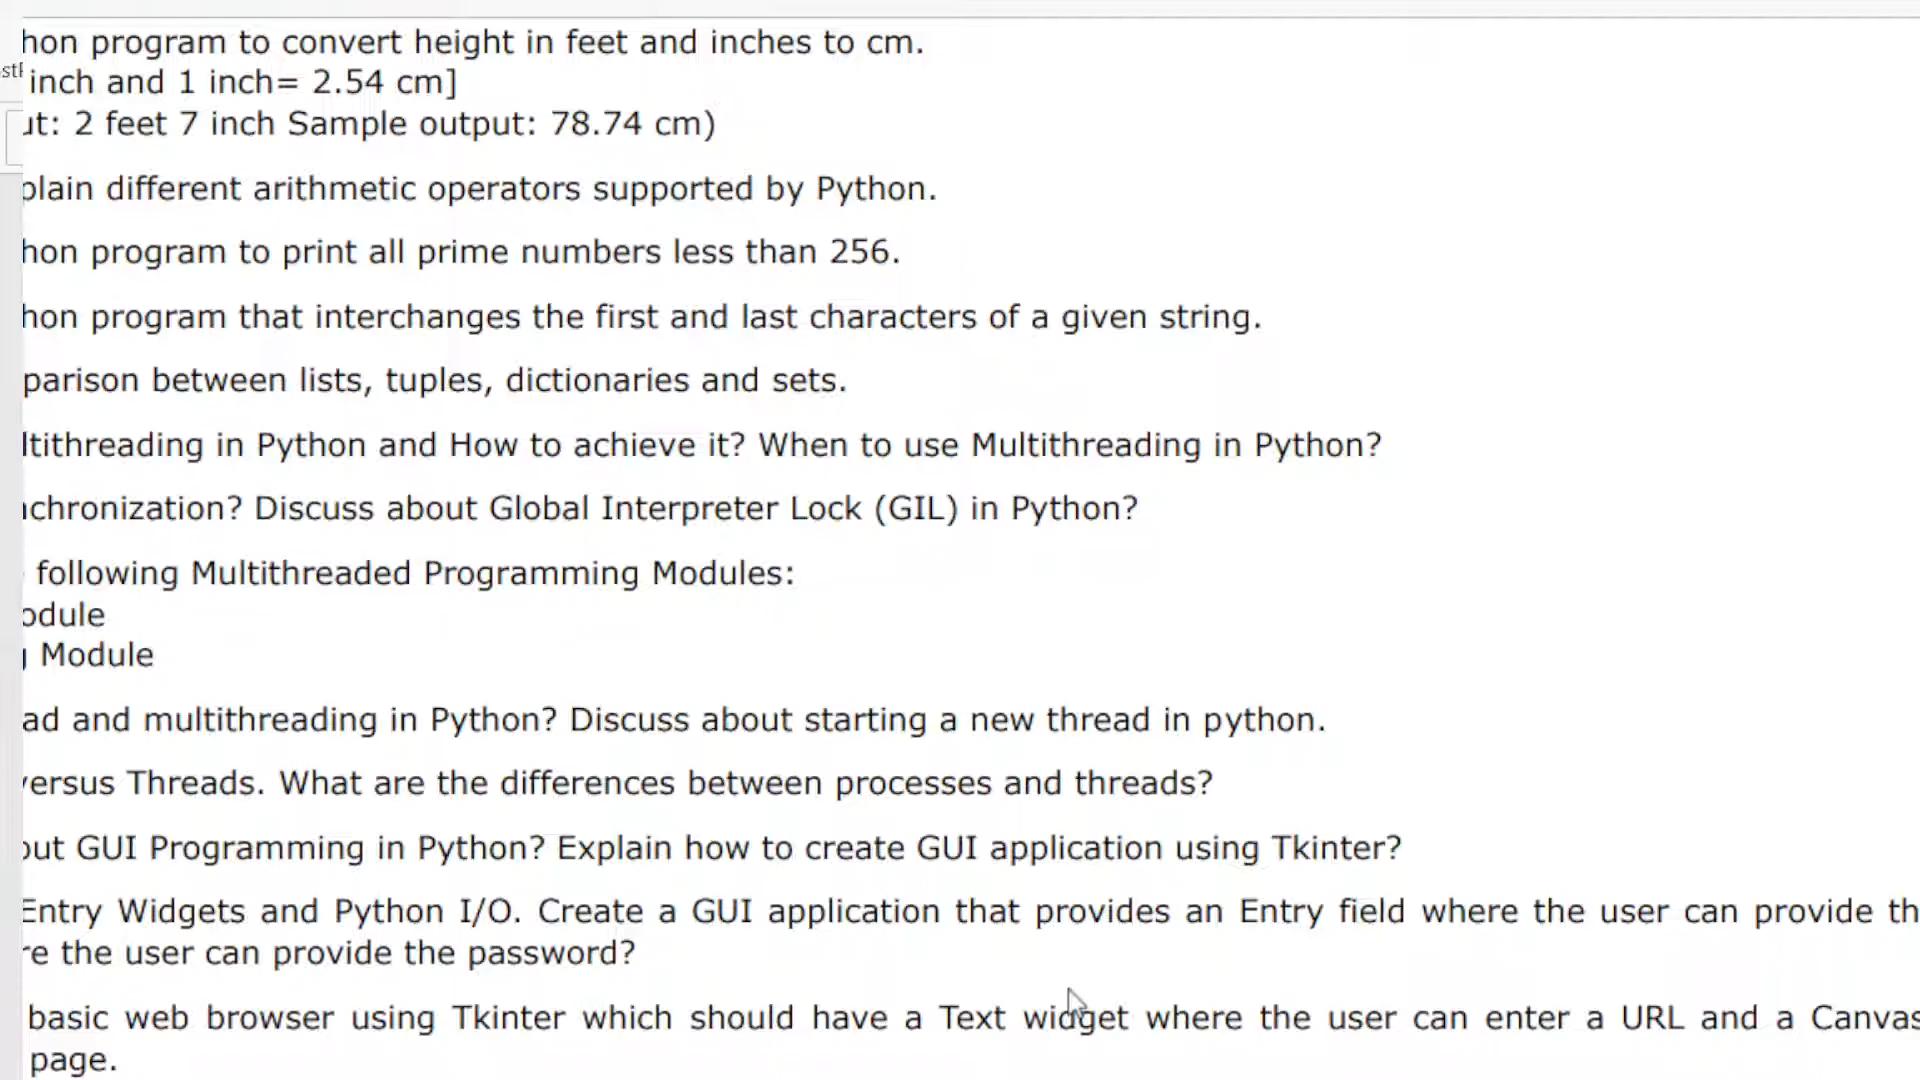 hon program to convert height in feet and inches to cm.
inch and 1 inch= 2.54 cm]
ut: 2 feet 7 inch Sample output: 78.74 cm)
plain different arithmetic operators supported by Python.
hon program to print all prime numbers less than 256.
hon program that interchanges the first and last characters of a given string.
parison between lists, tuples, dictionaries and sets.
ltithreading in Python and How to achieve it? When to use Multithreading in Python?
chronization? Discuss about Global Interpreter Lock (GIL) in Python?
following Multithreaded Programming Modules:
odule
Module
ad and multithreading in Python? Discuss about starting a new thread in python.
ersus Threads. What are the differences between processes and threads?
out GUI Programming in Python? Explain how to create GUI application using Tkinter?
Entry Widgets and Python I/O. Create a GUI application that provides an Entry field where the user can provide th
re the user can provide the password?
basic web browser using Tkinter which should have a Text widget where the user can enter a URL and a Canvas
page.